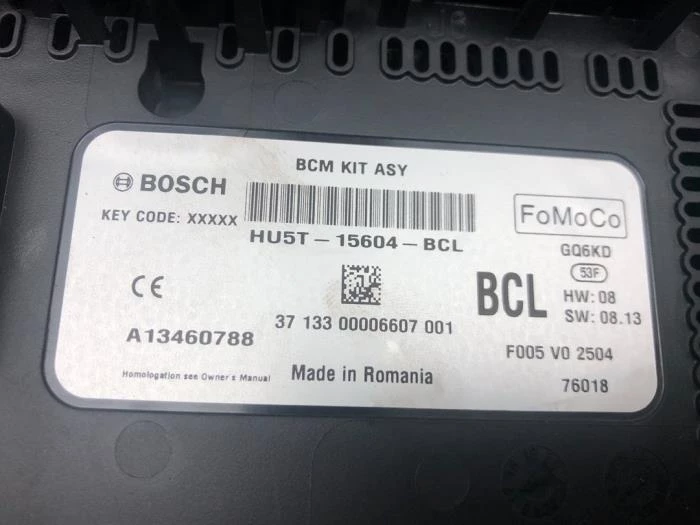 BCM KIT ASY
BOSCH
KEY CODE: XXXXX
HU5T-15604-BCL
FoMoCo
GQ6KD
53F
BCL
HW: 08
SW: 08.13
CE
A13460788
37 133 00006607 001
F005 V0 2504
Homologation see Owner's Manual
Made in Romania
76018